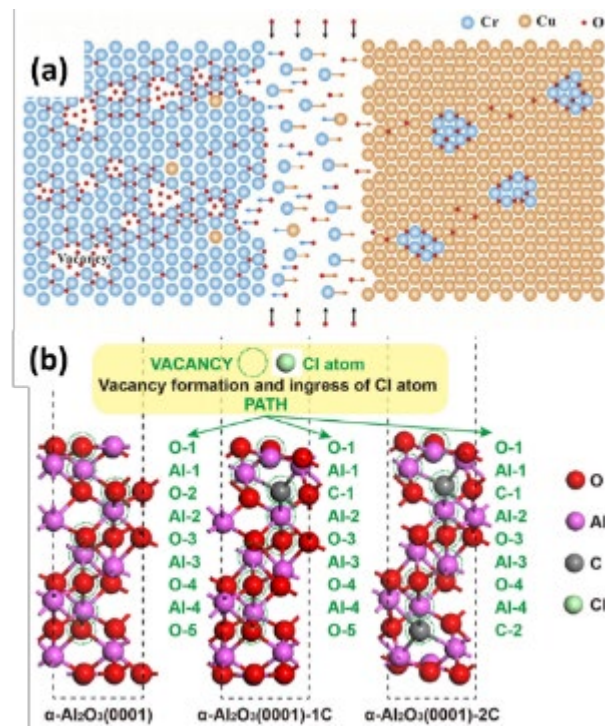 (a)
Cr Cu O
Vacancy
(b)
VACANCY Cl atom
Vacancy formation and ingress of Cl atom
PATH
O-1 O-1 O-1
Al-1 Al-1 Al-1
O-2 C-1 C-1
Al-2 Al-2 Al-2
O-3 O-3 O-3
Al-3 Al-3 Al-3
O-4 O-4 O-4
Al-4 Al-4 Al-4
O-5 O-5 C-2
O
Al
C
Cl
α-Al₂O₃(0001) α-Al₂O₃(0001)-1C α-Al₂O₃(0001)-2C